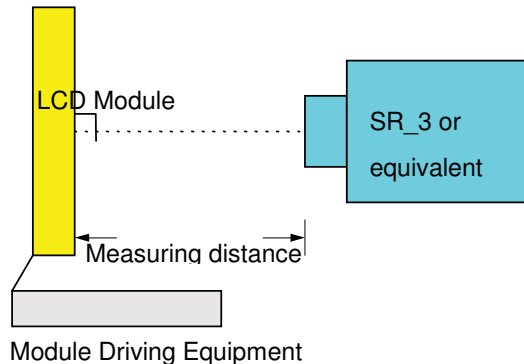 LCD Module
SR_3 or
equivalent
Measuring distance
Module Driving Equipment